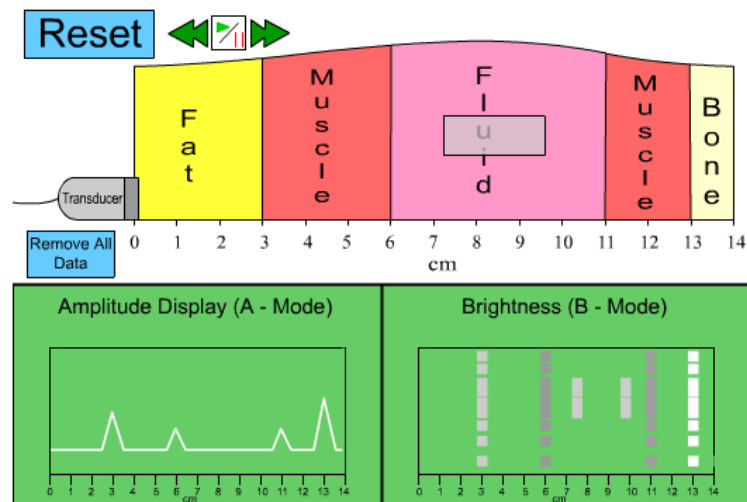 Reset
Fat
Muscle
Fluid
Muscle
Bone
Transducer
Remove All
Data
0 1 2 3 4 5 6 7 8 9 10 11 12 13 14
cm
Amplitude Display (A - Mode)
0 1 2 3 4 5 6 7 8 9 10 11 12 13 14
cm
Brightness (B - Mode)
0 1 2 3 4 5 6 7 8 9 10 11 12 13 14
cm